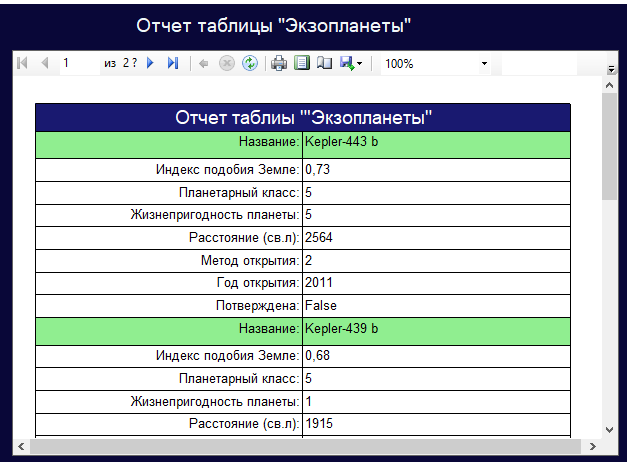 Отчет таблицы "Экзопланеты"
1 из 2 ? 100%
Отчет таблиы '"Экзопланеты"
Название: Kepler-443 b
Индекс подобия Земле: 0,73
Планетарный класс: 5
Жизнепригодность планеты: 5
Расстояние (св.л): 2564
Метод открытия: 2
Год открытия: 2011
Потверждена: False
Название: Kepler-439 b
Индекс подобия Земле: 0,68
Планетарный класс: 5
Жизнепригодность планеты: 1
Расстояние (св.л): 1915